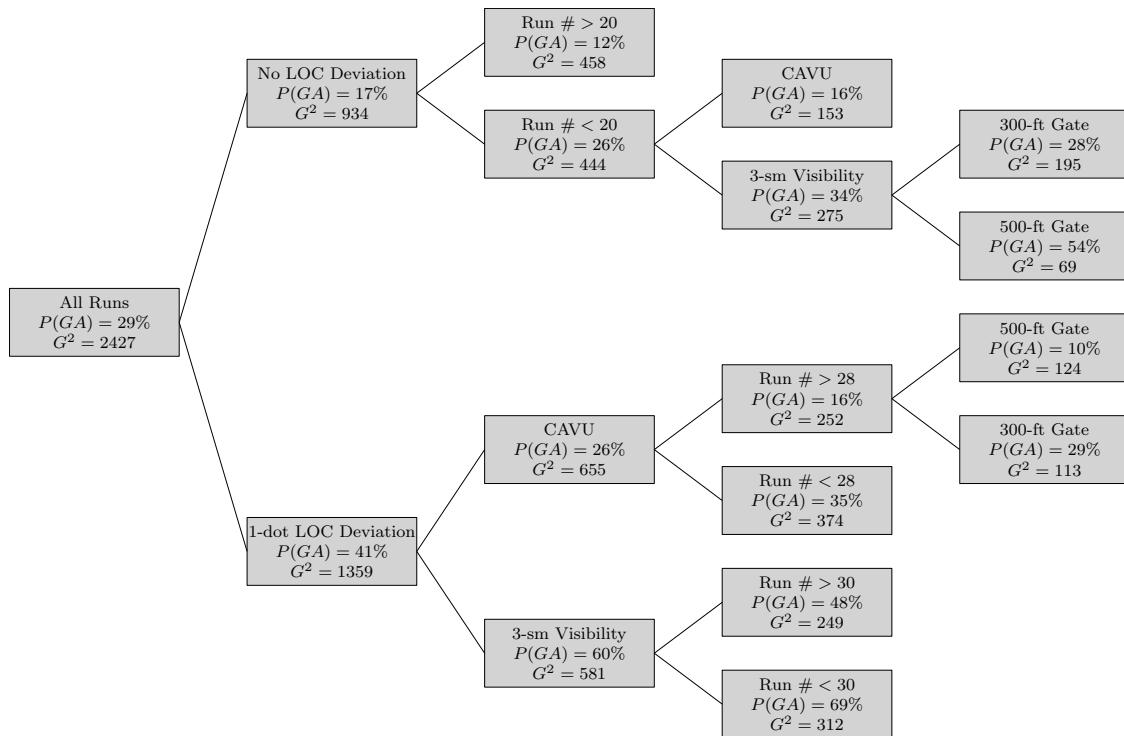 All Runs
P(GA) = 29%
G² = 2427
No LOC Deviation
P(GA) = 17%
G² = 934
1-dot LOC Deviation
P(GA) = 41%
G² = 1359
Run # > 20
P(GA) = 12%
G² = 458
Run # < 20
P(GA) = 26%
G² = 444
CAVU
P(GA) = 26%
G² = 655
3-sm Visibility
P(GA) = 60%
G² = 581
CAVU
P(GA) = 16%
G² = 153
3-sm Visibility
P(GA) = 34%
G² = 275
Run # > 28
P(GA) = 16%
G² = 252
Run # < 28
P(GA) = 35%
G² = 374
Run # > 30
P(GA) = 48%
G² = 249
Run # < 30
P(GA) = 69%
G² = 312
300-ft Gate
P(GA) = 28%
G² = 195
500-ft Gate
P(GA) = 54%
G² = 69
500-ft Gate
P(GA) = 10%
G² = 124
300-ft Gate
P(GA) = 29%
G² = 113